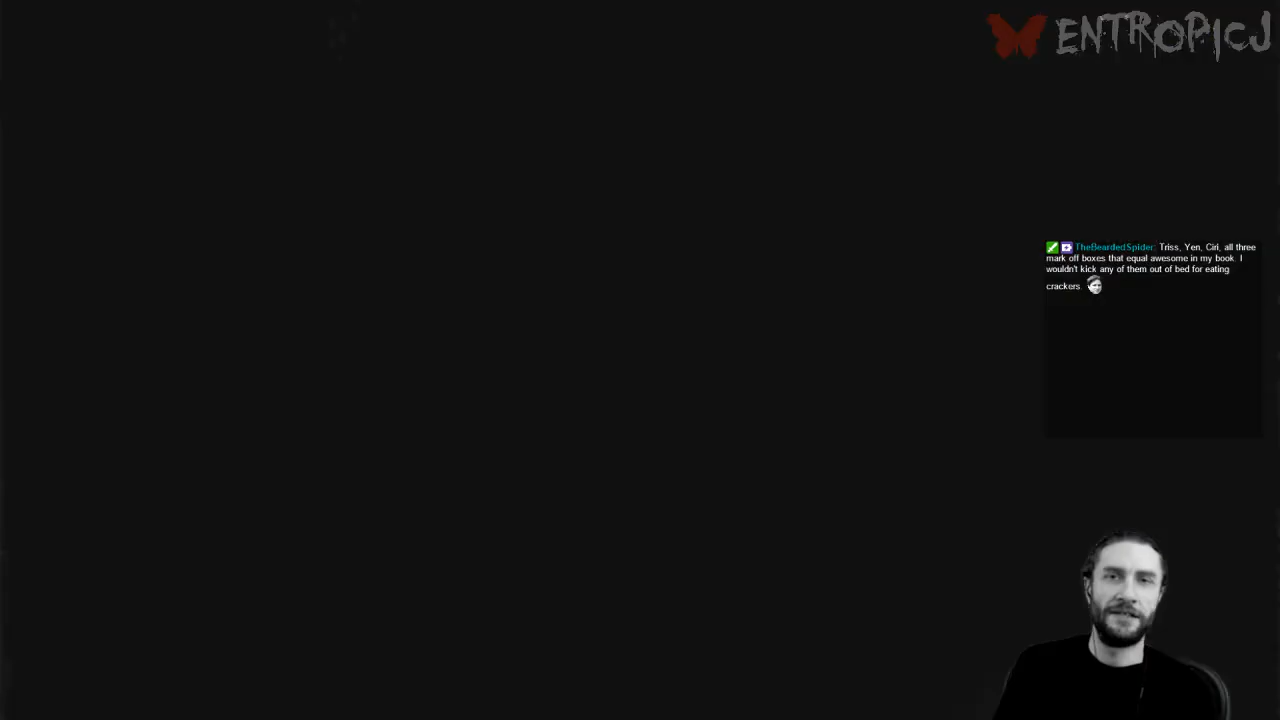 ENTROPICJ
TheBeardedSpider: Triss, Yen, Ciri, all three
mark off boxes that equal awesome in my book. I
wouldn't kick any of them out of bed for eating
crackers.